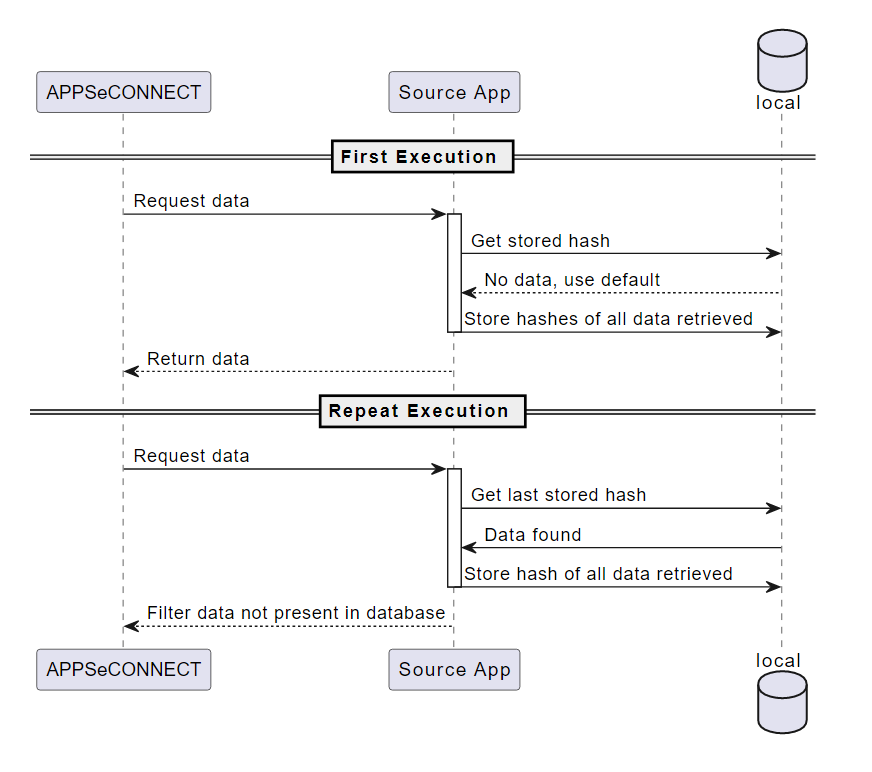 local
APPSeCONNECT
Source App
First Execution
Request data
Get stored hash
No data, use default
Store hashes of all data retrieved
Return data
Repeat Execution
Request data
Get last stored hash
Data found
Store hash of all data retrieved
Filter data not present in database
local
APPSeCONNECT
Source App